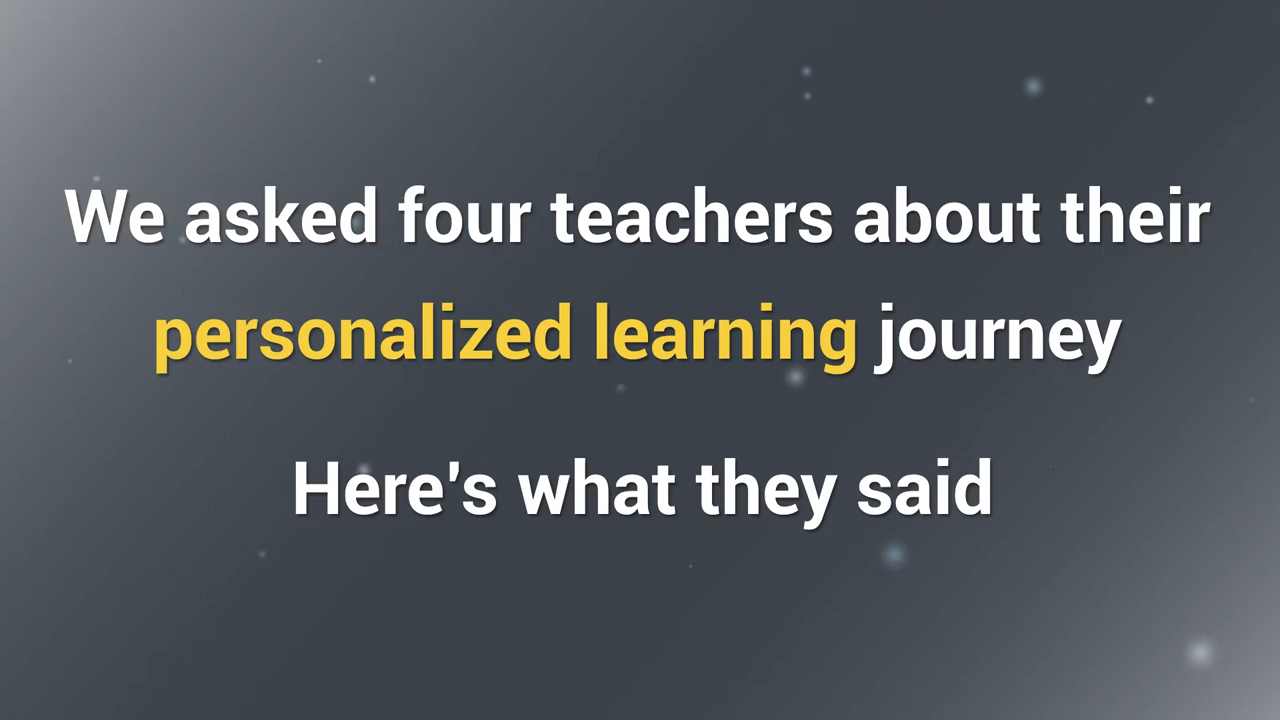 We asked four teachers about their
personalized learning journey
Here's what they said